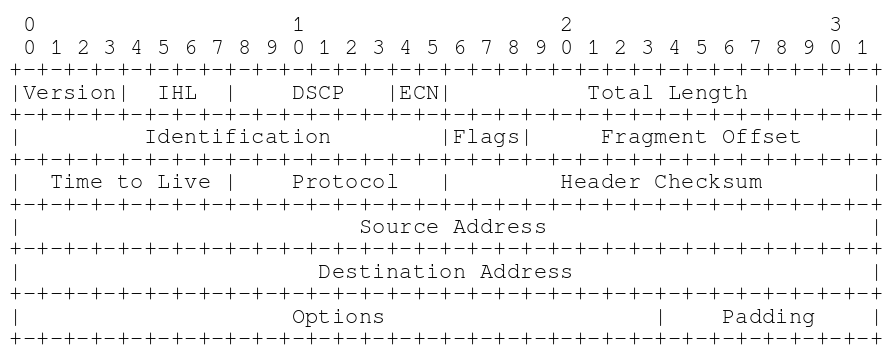 0                   1                   2                   3
 0 1 2 3 4 5 6 7 8 9 0 1 2 3 4 5 6 7 8 9 0 1 2 3 4 5 6 7 8 9 0 1
+-+-+-+-+-+-+-+-+-+-+-+-+-+-+-+-+-+-+-+-+-+-+-+-+-+-+-+-+-+-+-+-+
|Version|  IHL  |    DSCP   |ECN|          Total Length         |
+-+-+-+-+-+-+-+-+-+-+-+-+-+-+-+-+-+-+-+-+-+-+-+-+-+-+-+-+-+-+-+-+
|         Identification        |Flags|     Fragment Offset     |
+-+-+-+-+-+-+-+-+-+-+-+-+-+-+-+-+-+-+-+-+-+-+-+-+-+-+-+-+-+-+-+-+
|  Time to Live |    Protocol   |        Header Checksum        |
+-+-+-+-+-+-+-+-+-+-+-+-+-+-+-+-+-+-+-+-+-+-+-+-+-+-+-+-+-+-+-+-+
|                         Source Address                        |
+-+-+-+-+-+-+-+-+-+-+-+-+-+-+-+-+-+-+-+-+-+-+-+-+-+-+-+-+-+-+-+-+
|                      Destination Address                      |
+-+-+-+-+-+-+-+-+-+-+-+-+-+-+-+-+-+-+-+-+-+-+-+-+-+-+-+-+-+-+-+-+
|                    Options                    |    Padding    |
+-+-+-+-+-+-+-+-+-+-+-+-+-+-+-+-+-+-+-+-+-+-+-+-+-+-+-+-+-+-+-+-+